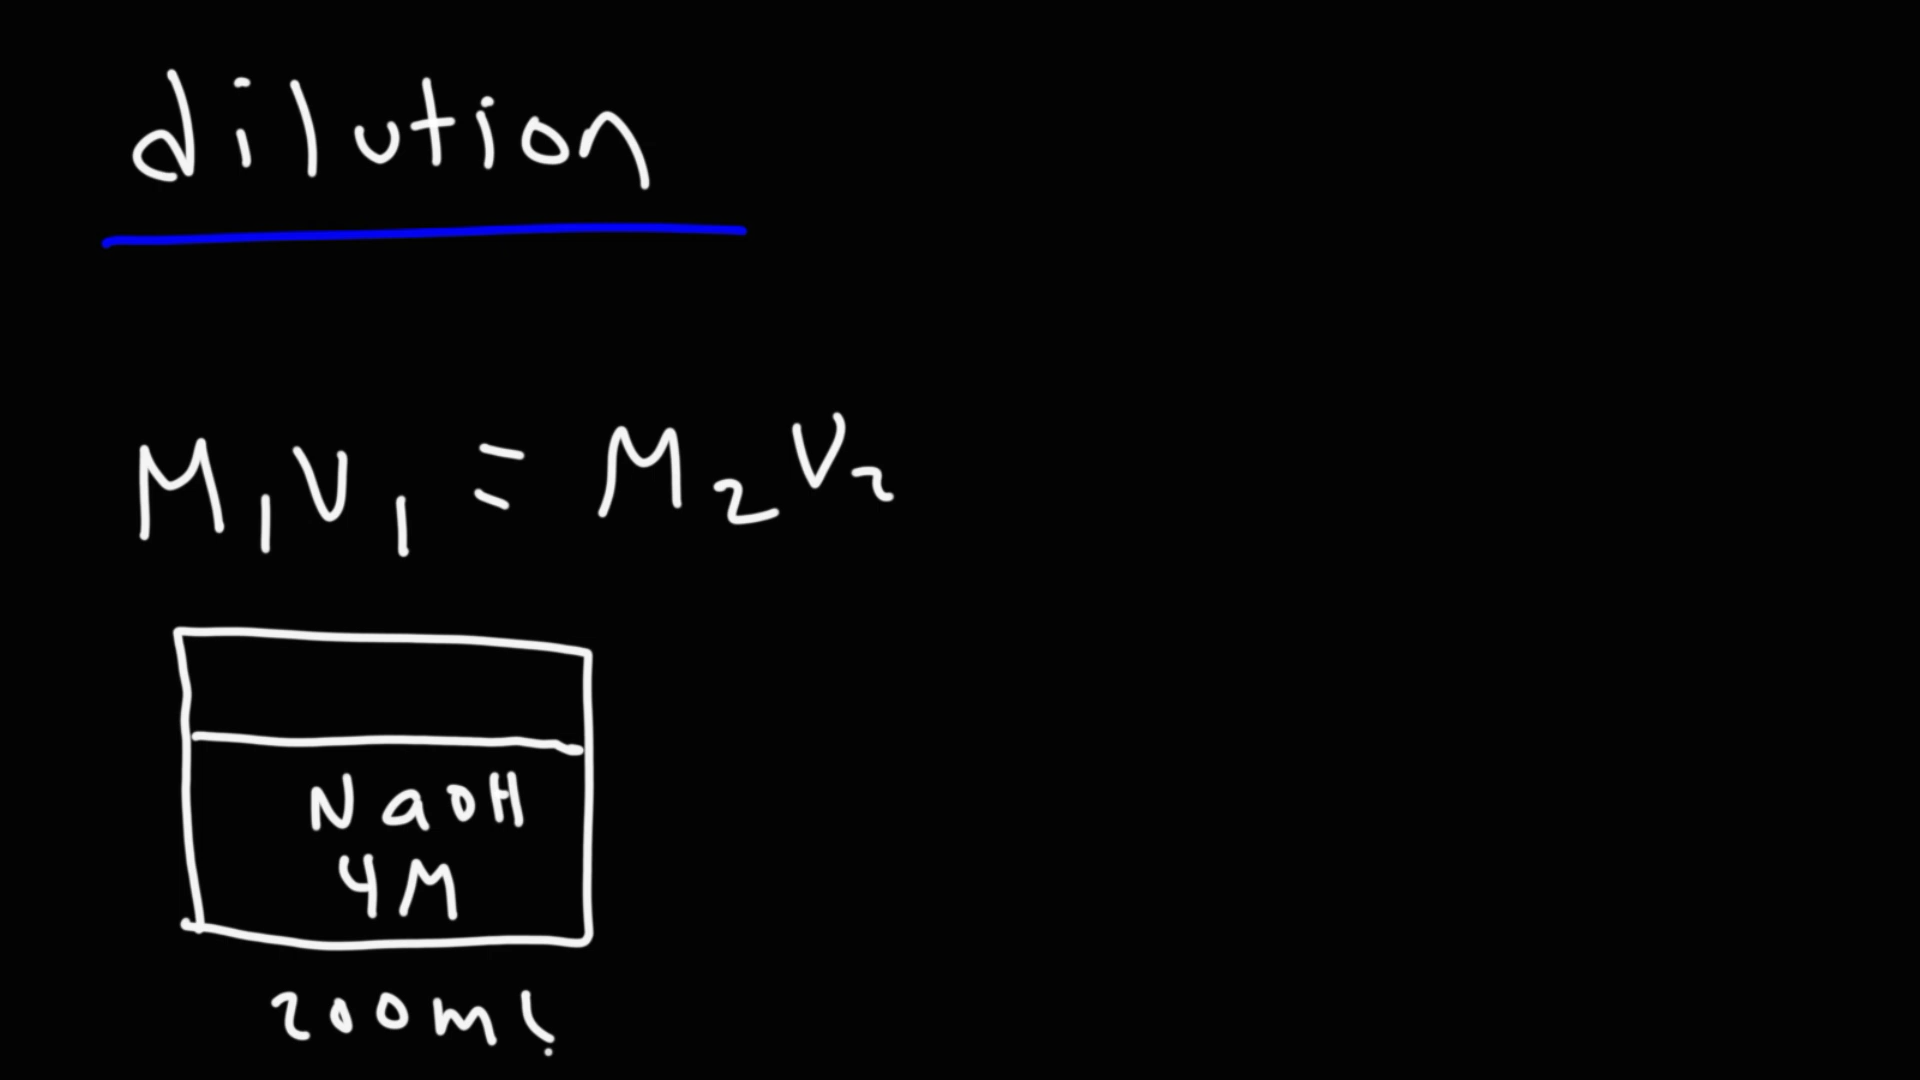 dilution
M₁V₁ = M₂V₂
NaOH
4M
200ml